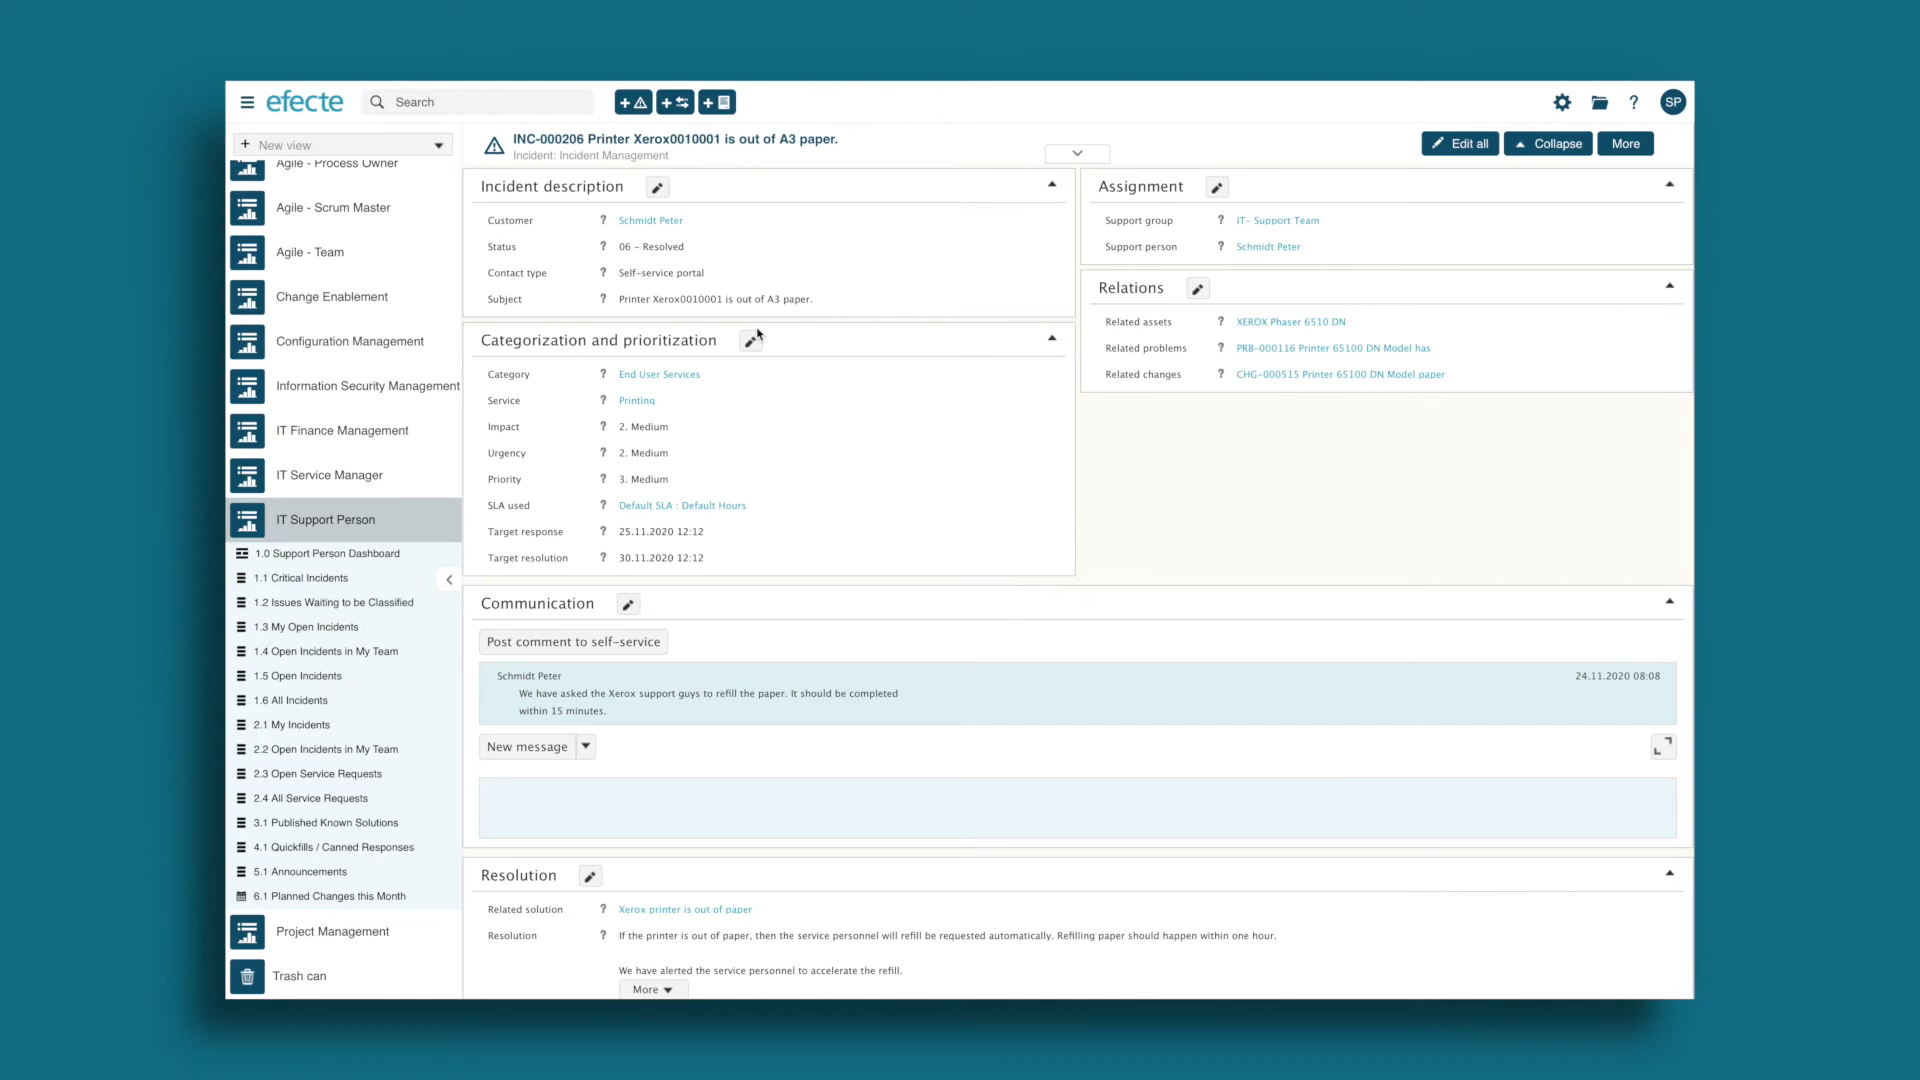 efecte
Search
SP
New view
INC-000206 Printer Xerox0010001 is out of A3 paper.
Incident: Incident Management
Edit all
Collapse
More
Agile - Process Owner
Agile - Scrum Master
Agile - Team
Change Enablement
Configuration Management
Information Security Management
IT Finance Management
IT Service Manager
IT Support Person
1.0 Support Person Dashboard
1.1 Critical Incidents
1.2 Issues Waiting to be Classified
1.3 My Open Incidents
1.4 Open Incidents in My Team
1.5 Open Incidents
1.6 All Incidents
2.1 My Incidents
2.2 Open Incidents in My Team
2.3 Open Service Requests
2.4 All Service Requests
3.1 Published Known Solutions
4.1 Quickfills / Canned Responses
5.1 Announcements
6.1 Planned Changes this Month
Project Management
Trash can
Incident description
Customer ? Schmidt Peter
Status ? 06 - Resolved
Contact type ? Self-service portal
Subject ? Printer Xerox0010001 is out of A3 paper.
Categorization and prioritization
Category ? End User Services
Service ? Printing
Impact ? 2. Medium
Urgency ? 2. Medium
Priority ? 3. Medium
SLA used ? Default SLA : Default Hours
Target response ? 25.11.2020 12:12
Target resolution ? 30.11.2020 12:12
Assignment
Support group ? IT- Support Team
Support person ? Schmidt Peter
Relations
Related assets ? XEROX Phaser 6510 DN
Related problems ? PRB-000116 Printer 65100 DN Model has
Related changes ? CHG-000515 Printer 65100 DN Model paper
Communication
Post comment to self-service
Schmidt Peter 24.11.2020 08:08
We have asked the Xerox support guys to refill the paper. It should be completed
within 15 minutes.
New message
Resolution
Related solution ? Xerox printer is out of paper
Resolution ? If the printer is out of paper, then the service personnel will refill be requested automatically. Refilling paper should happen within one hour.
We have alerted the service personnel to accelerate the refill.
More